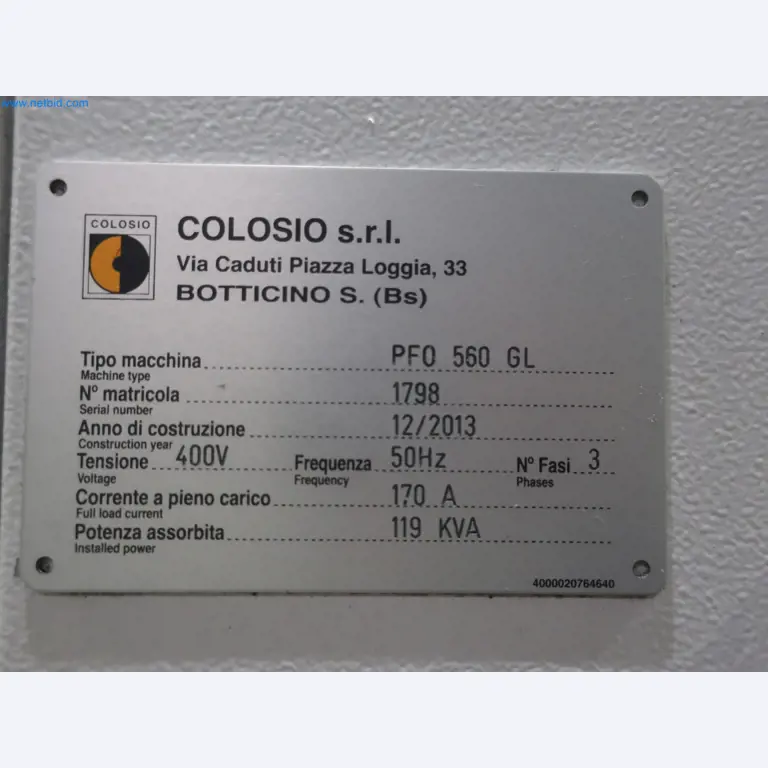 www.netbid.com
COLOSIO
COLOSIO s.r.l.
Via Caduti Piazza Loggia, 33
BOTTICINO S. (Bs)
Tipo macchina PFO 560 GL
Machine type
N° matricola 1798
Serial number
Anno di costruzione 12/2013
Construction year
Tensione 400V Frequenza 50Hz N° Fasi 3
Voltage Frequency Phases
Corrente a pieno carico 170 A
Full load current
Potenza assorbita 119 KVA
Installed power
4000020764640